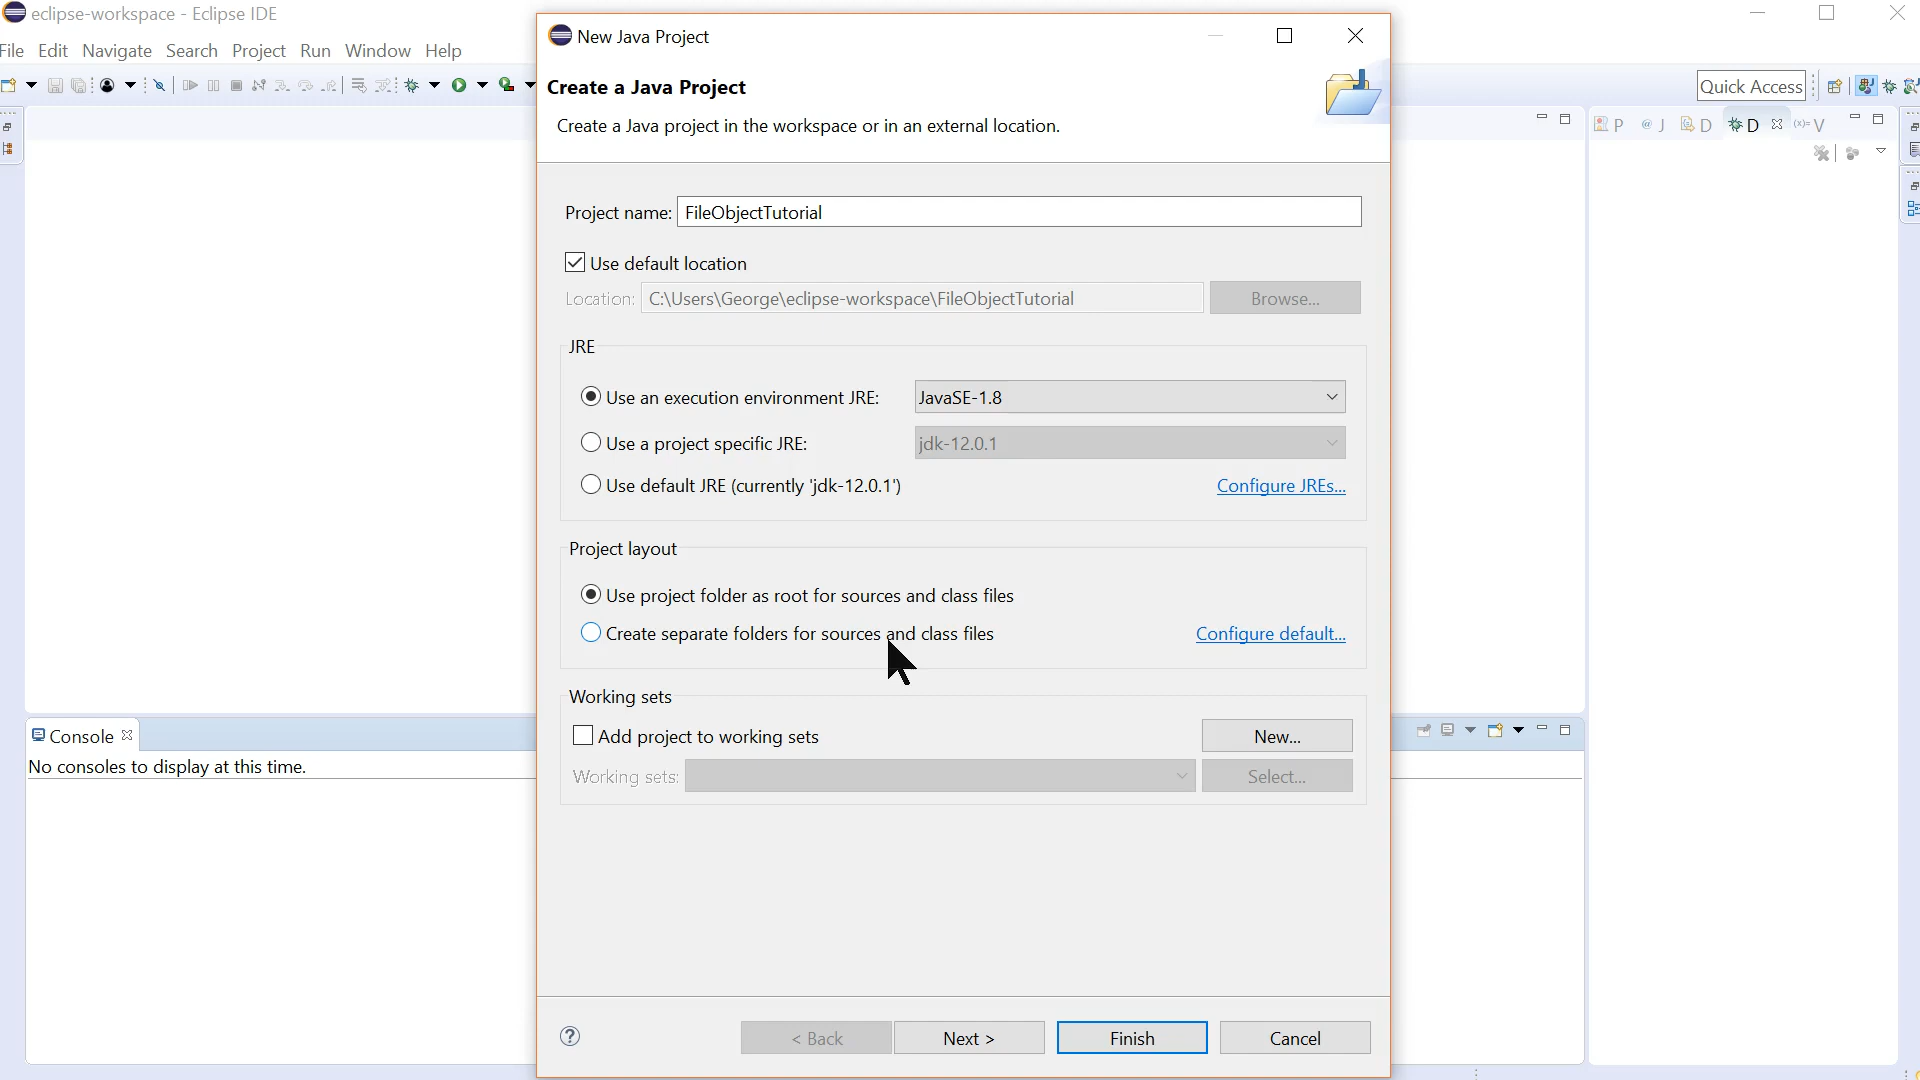 eclipse-workspace - Eclipse IDE
File Edit Navigate Search Project Run Window Help
Quick Access
P J D D V
New Java Project
Create a Java Project
Create a Java project in the workspace or in an external location.
Project name: FileObjectTutorial
Use default location
Location: C:\Users\George\eclipse-workspace\FileObjectTutorial Browse...
JRE
Use an execution environment JRE: JavaSE-1.8
Use a project specific JRE: jdk-12.0.1
Use default JRE (currently 'jdk-12.0.1') Configure JREs...
Project layout
Use project folder as root for sources and class files
Create separate folders for sources and class files Configure default...
Working sets
Add project to working sets New...
Working sets: Select...
< Back Next > Finish Cancel
Console
No consoles to display at this time.